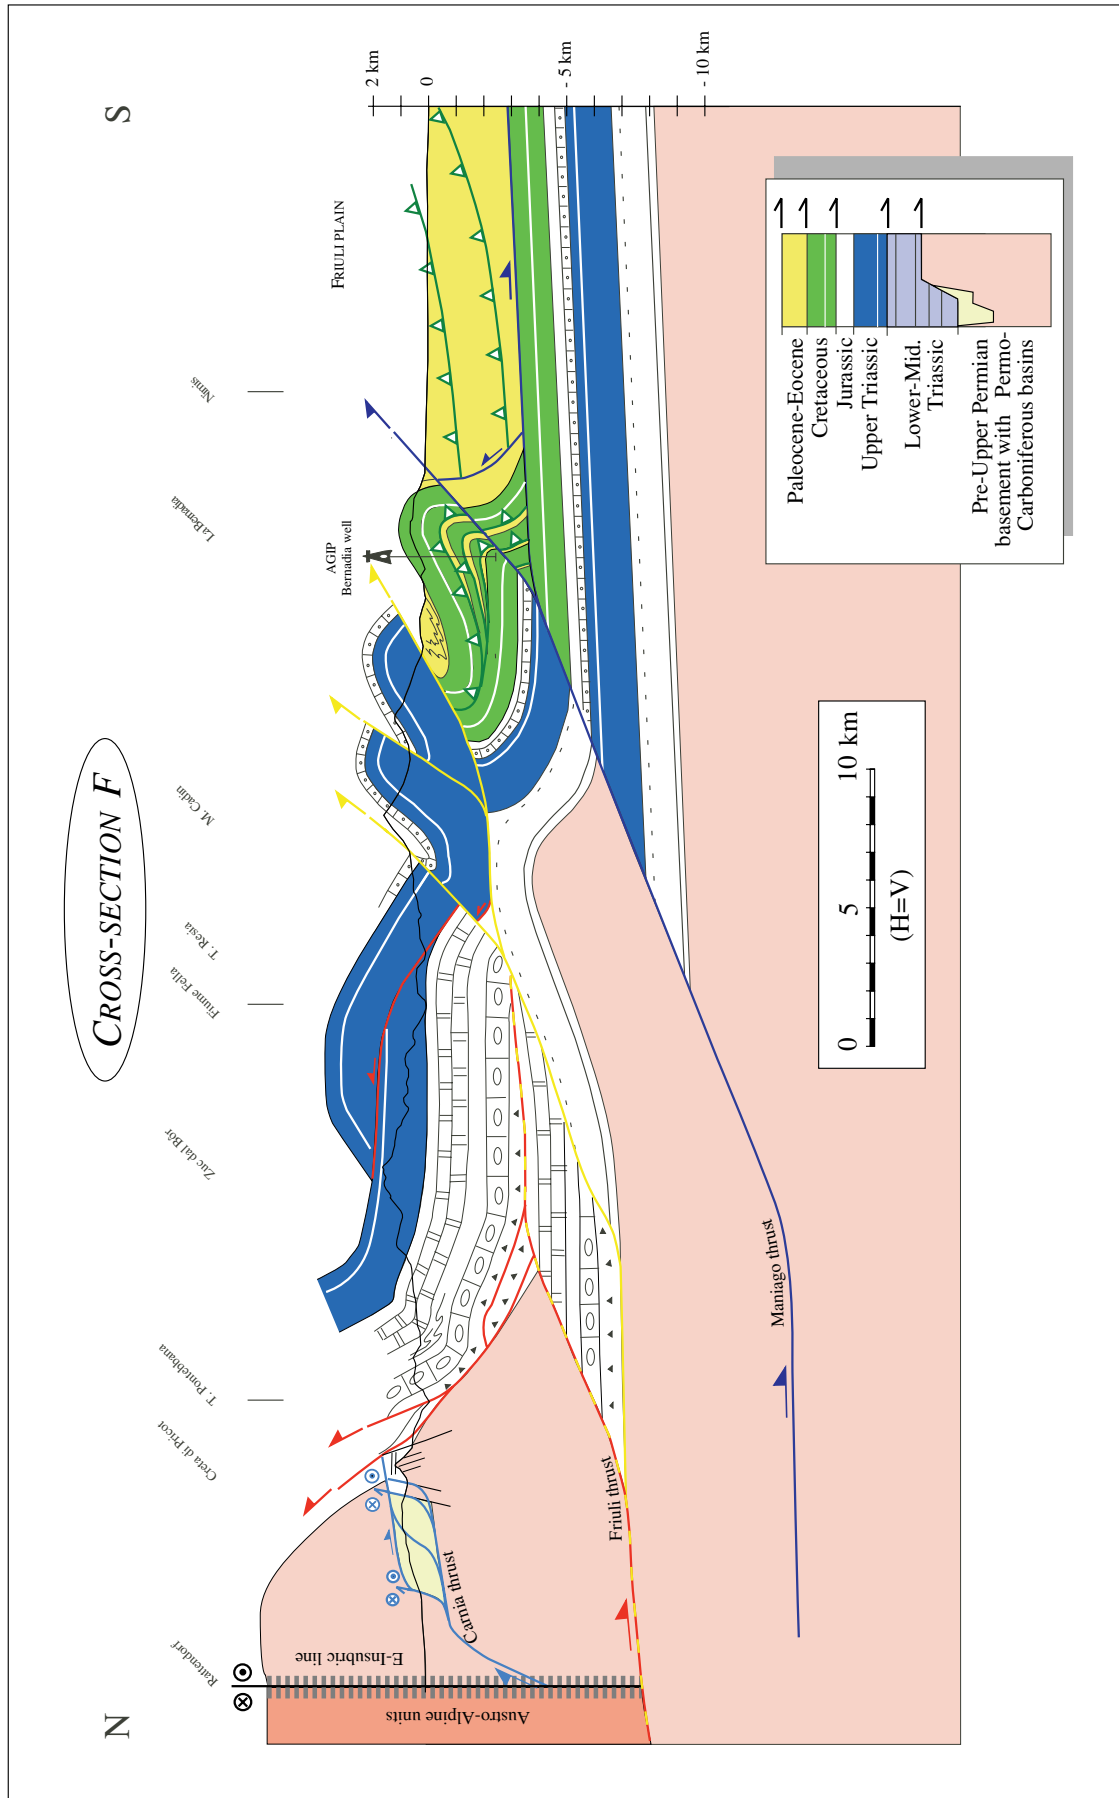 CROSS-SECTION F
N
S
Rattendorf
Creta di Pricot
T. Pontebbana
Zuc dal Bôr
Fiume Fella
T. Resia
M. Cadin
La Bernadia
Nimis
AGIP
Bernadia well
FRIULI PLAIN
2 km
0
- 5 km
- 10 km
E-Insubric line
Austro-Alpine units
Carnia thrust
Friuli thrust
Maniago thrust
0
5
10 km
(H=V)
Paleocene-Eocene
Cretaceous
Jurassic
Upper Triassic
Lower-Mid.
Triassic
Pre-Upper Permian
basement with Permo-
Carboniferous basins